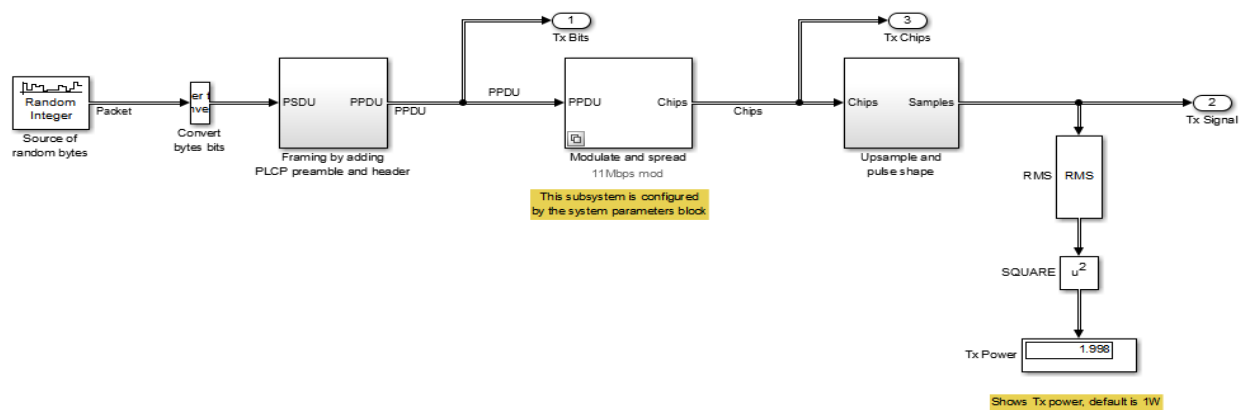 1
Tx Bits
3
Tx Chips
Random
Integer
Source of
random bytes
Packet
Convert
bytes bits
PSDU
PPDU
Framing by adding
PLCP preamble and header
PPDU
PPDU
PPDU
Chips
Modulate and spread
11Mbps mod
This subsystem is configured
by the system parameters block
Chips
Chips
Samples
Upsample and
pulse shape
2
Tx Signal
RMS
RMS
SQUARE
u²
Tx Power
1.998
Shows Tx power, default is 1W